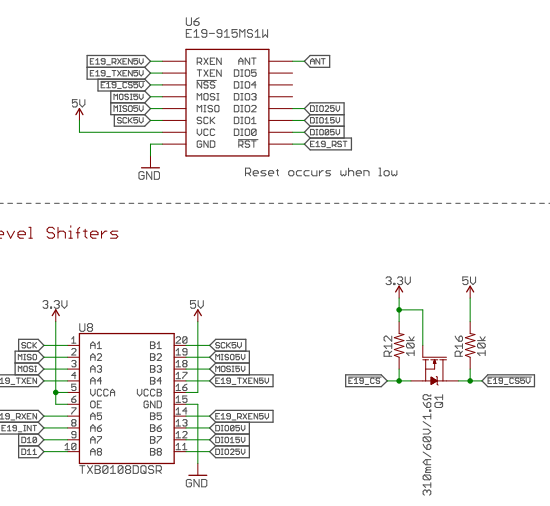 U6
E19-915MS1W
E19_RXEN5V RXEN ANT ANT
E19_TXEN5V TXEN DIO5
E19_CS5V NSS DIO4
MOSI5V MOSI DIO3
5V MISO5V MISO DIO2 DIO25V
SCK5V SCK DIO1 DIO15V
VCC DIO0 DIO05V
GND RST E19_RST
GND
Reset occurs when low
evel Shifters
3.3V 5V
U8
SCK 1 A1 B1 20 SCK5V
MISO 2 A2 B2 19 MISO5V
MOSI 3 A3 B3 18 MOSI5V
19_TXEN 4 A4 B4 17 E19_TXEN5V
5 VCCA VCCB 16
6 OE GND 15
19_RXEN 7 A5 B5 14 E19_RXEN5V
E19_INT 8 A6 B6 13 DIO05V
D10 9 A7 B7 12 DIO15V
D11 10 A8 B8 11 DIO25V
TXB0108DQSR
GND
3.3V 5V
R12 10k
R16 10k
E19_CS E19_CS5V
Q1
310mA/60V/1.6Ω